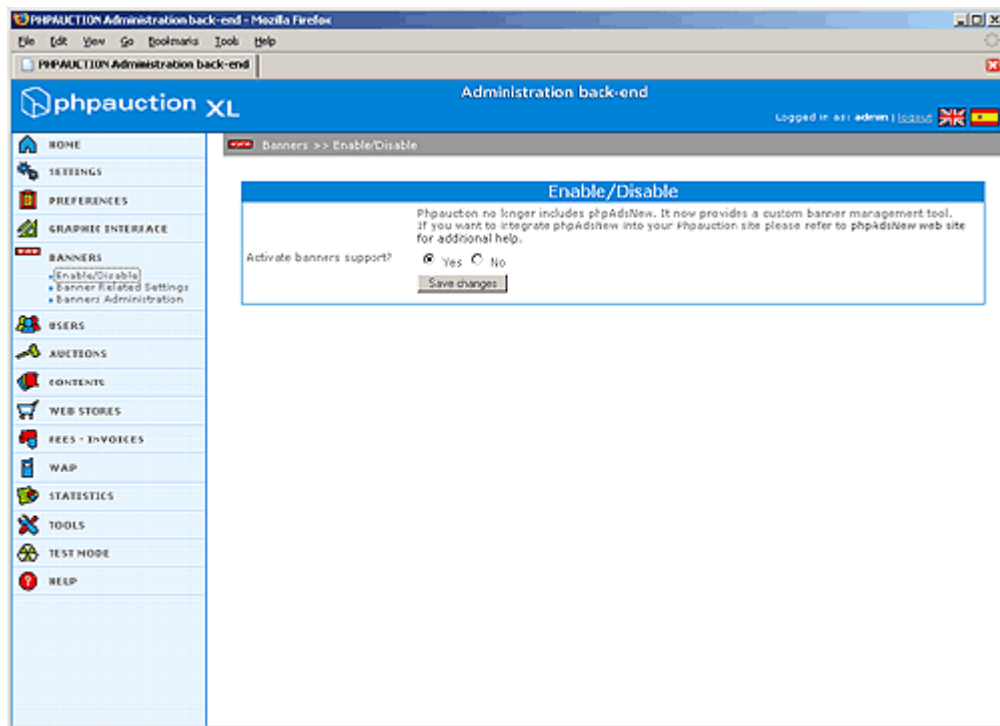 PHPAUCTION Administration back-end - Mozilla Firefox
File Edit View Go Bookmarks Tools Help
PHPAUCTION Administration back-end
phpauction XL
Administration back-end
Logged in as: admin | logout
HOME
SETTINGS
PREFERENCES
GRAPHIC INTERFACE
BANNERS
Enable/Disable
Banner Related Settings
Banners Administration
USERS
AUCTIONS
CONTENTS
WEB STORES
FEES - INVOICES
WAP
STATISTICS
TOOLS
TEST MODE
HELP
Banners >> Enable/Disable
Enable/Disable
Phpauction no longer includes phpAdsNew. It now provides a custom banner management tool.
If you want to integrate phpAdsNew into your Phpauction site please refer to phpAdsNew web site
for additional help.
Activate banners support?
Yes No
Save changes